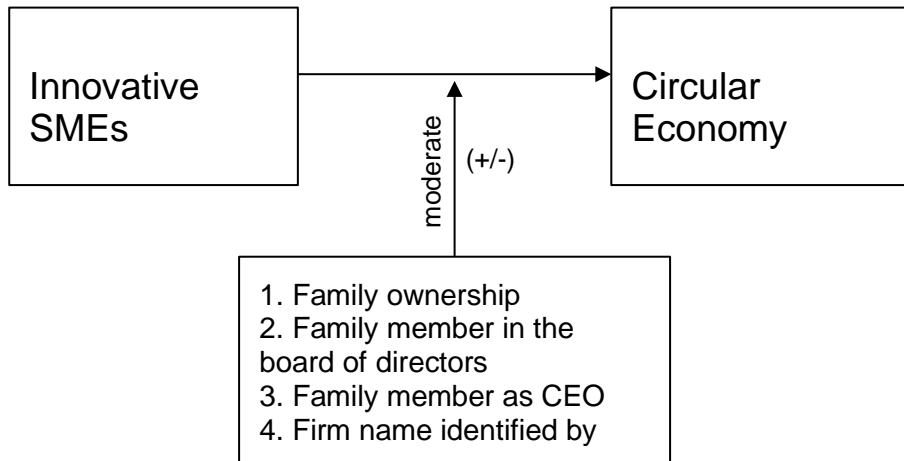 Innovative
SMEs
Circular
Economy
moderate
(+/-)
1. Family ownership
2. Family member in the
board of directors
3. Family member as CEO
4. Firm name identified by